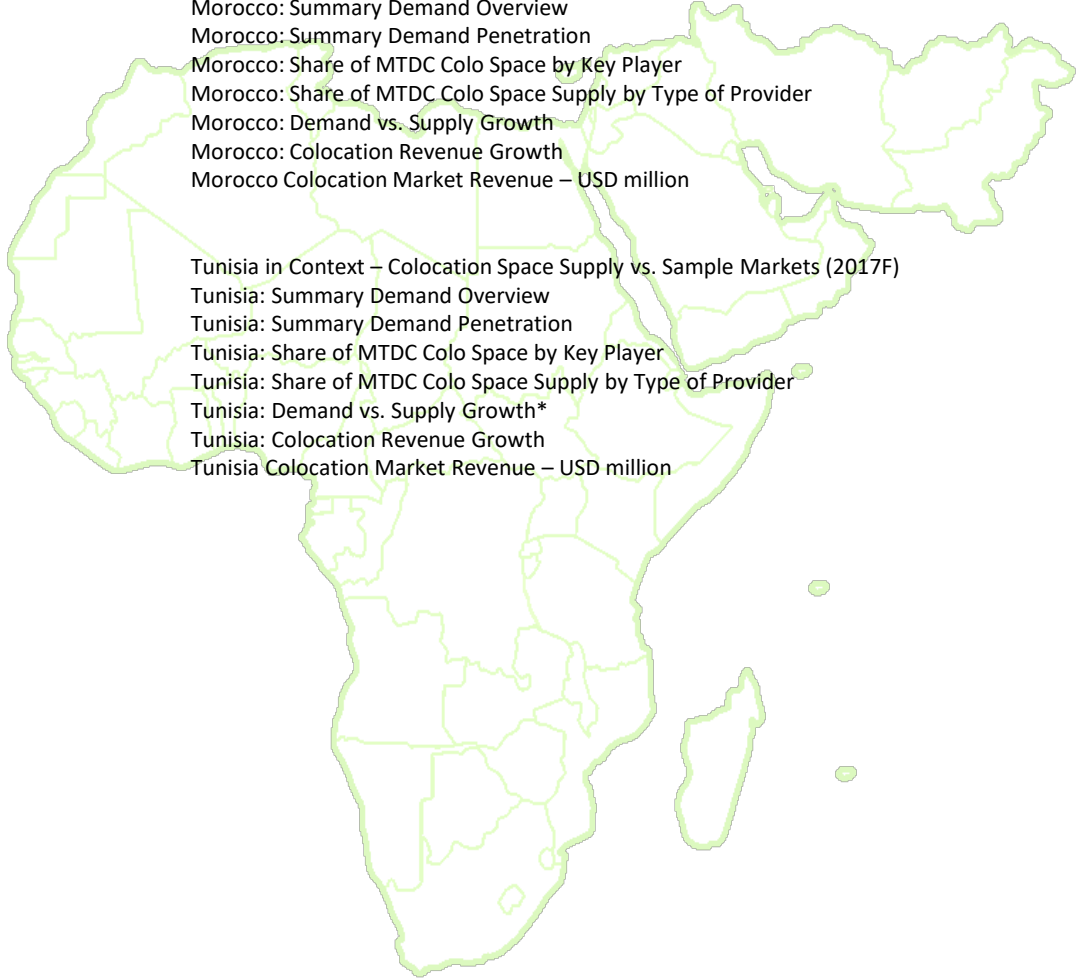 Morocco: Summary Demand Overview
Morocco: Summary Demand Penetration
Morocco: Share of MTDC Colo Space by Key Player
Morocco: Share of MTDC Colo Space Supply by Type of Provider
Morocco: Demand vs. Supply Growth
Morocco: Colocation Revenue Growth
Morocco Colocation Market Revenue – USD million
Tunisia in Context – Colocation Space Supply vs. Sample Markets (2017F)
Tunisia: Summary Demand Overview
Tunisia: Summary Demand Penetration
Tunisia: Share of MTDC Colo Space by Key Player
Tunisia: Share of MTDC Colo Space Supply by Type of Provider
Tunisia: Demand vs. Supply Growth*
Tunisia: Colocation Revenue Growth
Tunisia Colocation Market Revenue – USD million